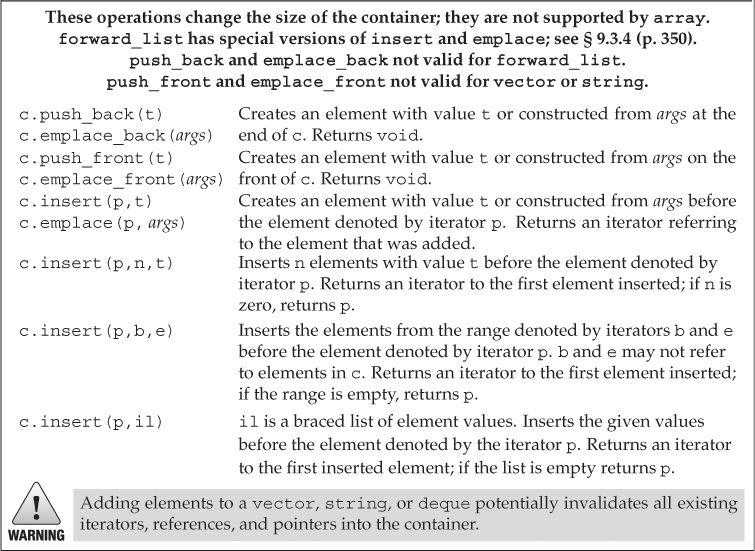 These operations change the size of the container; they are not supported by array.
forward_list has special versions of insert and emplace; see § 9.3.4 (p. 350).
push_back and emplace_back not valid for forward_list.
push_front and emplace_front not valid for vector or string.
c.push_back(t) Creates an element with value t or constructed from args at the
c.emplace_back(args) end of c. Returns void.
c.push_front(t) Creates an element with value t or constructed from args on the
c.emplace_front(args) front of c. Returns void.
c.insert(p,t) Creates an element with value t or constructed from args before
c.emplace(p, args) the element denoted by iterator p. Returns an iterator referring
to the element that was added.
c.insert(p,n,t) Inserts n elements with value t before the element denoted by
iterator p. Returns an iterator to the first element inserted; if n is
zero, returns p.
c.insert(p,b,e) Inserts the elements from the range denoted by iterators b and e
before the element denoted by iterator p. b and e may not refer
to elements in c. Returns an iterator to the first element inserted;
if the range is empty, returns p.
c.insert(p,il) il is a braced list of element values. Inserts the given values
before the element denoted by the iterator p. Returns an iterator
to the first inserted element; if the list is empty returns p.
! Adding elements to a vector, string, or deque potentially invalidates all existing
WARNING iterators, references, and pointers into the container.